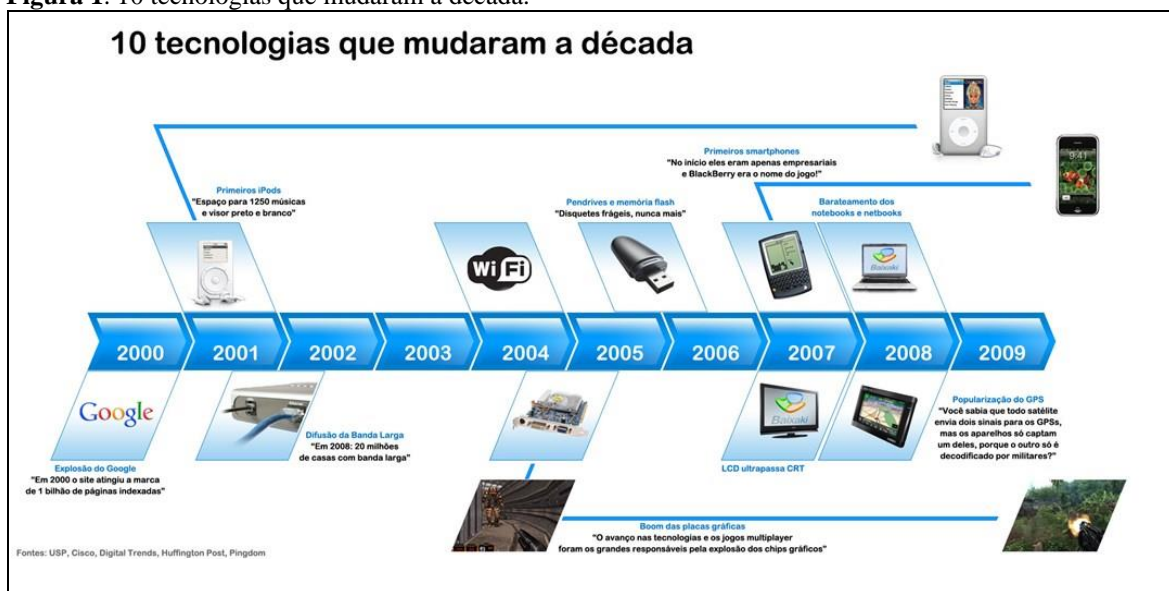 Figura 1. 10 tecnologias que mudaram a década.
10 tecnologias que mudaram a década
Primeiros smartphones
"No início eles eram apenas empresariais
e BlackBerry era o nome do jogo!"
9:41
Primeiros iPods
"Espaço para 1250 músicas
e visor preto e branco"
Pendrives e memória flash
"Disquetes frágeis, nunca mais"
Barateamento dos
notebooks e netbooks
Wi Fi
Baixaki
2000 2001 2002 2003 2004 2005 2006 2007 2008 2009
Google
Baixaki
Difusão da Banda Larga
"Em 2008: 20 milhões
de casas com banda larga"
Popularização do GPS
"Você sabia que todo satélite
envia dois sinais para os GPSs,
mas os aparelhos só captam
um deles, porque o outro só é
decodificado por militares?"
Explosão do Google
"Em 2000 o site atingiu a marca
de 1 bilhão de páginas indexadas"
LCD ultrapassa CRT
Boom das placas gráficas
"O avanço nas tecnologias e os jogos multiplayer
foram os grandes responsáveis pela explosão dos chips gráficos"
Fontes: USP, Cisco, Digital Trends, Huffington Post, Pingdom